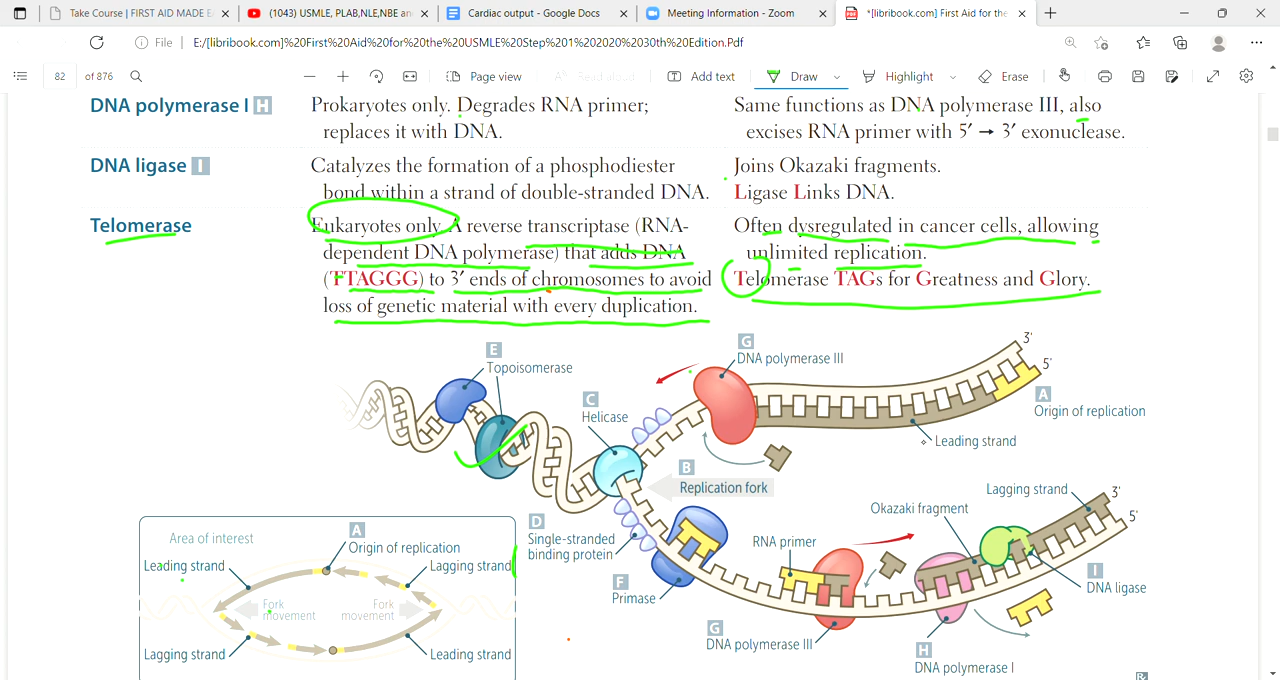 Take Course | FIRST AID MADE E
(1043) USMLE, PLAB,NLE,NBE an
Cardiac output - Google Docs
Meeting Information - Zoom
*[libribook.com] First Aid for the
File
E:/[libribook.com]%20First%20Aid%20for%20the%20USMLE%20Step%201%202020%2030th%20Edition.Pdf
82 of 876
Page view
Read aloud
Add text
Draw
Highlight
Erase
DNA polymerase I H
Prokaryotes only. Degrades RNA primer;
replaces it with DNA.
Same functions as DNA polymerase III, also
excises RNA primer with 5′ → 3′ exonuclease.
DNA ligase I
Catalyzes the formation of a phosphodiester
bond within a strand of double-stranded DNA.
Joins Okazaki fragments.
Ligase Links DNA.
Telomerase
Eukaryotes only. A reverse transcriptase (RNA-
dependent DNA polymerase) that adds DNA
(TTAGGG) to 3′ ends of chromosomes to avoid
loss of genetic material with every duplication.
Often dysregulated in cancer cells, allowing
unlimited replication.
Telomerase TAGs for Greatness and Glory.
E
Topoisomerase
C
Helicase
G
DNA polymerase III
3'
5'
A
Origin of replication
Leading strand
B
Replication fork
D
Single-stranded
binding protein
F
Primase
RNA primer
G
DNA polymerase III
Okazaki fragment
Lagging strand
3'
5'
I
DNA ligase
H
DNA polymerase I
Area of interest
A
Origin of replication
Leading strand
Lagging strand
Fork
movement
Fork
movement
Lagging strand
Leading strand